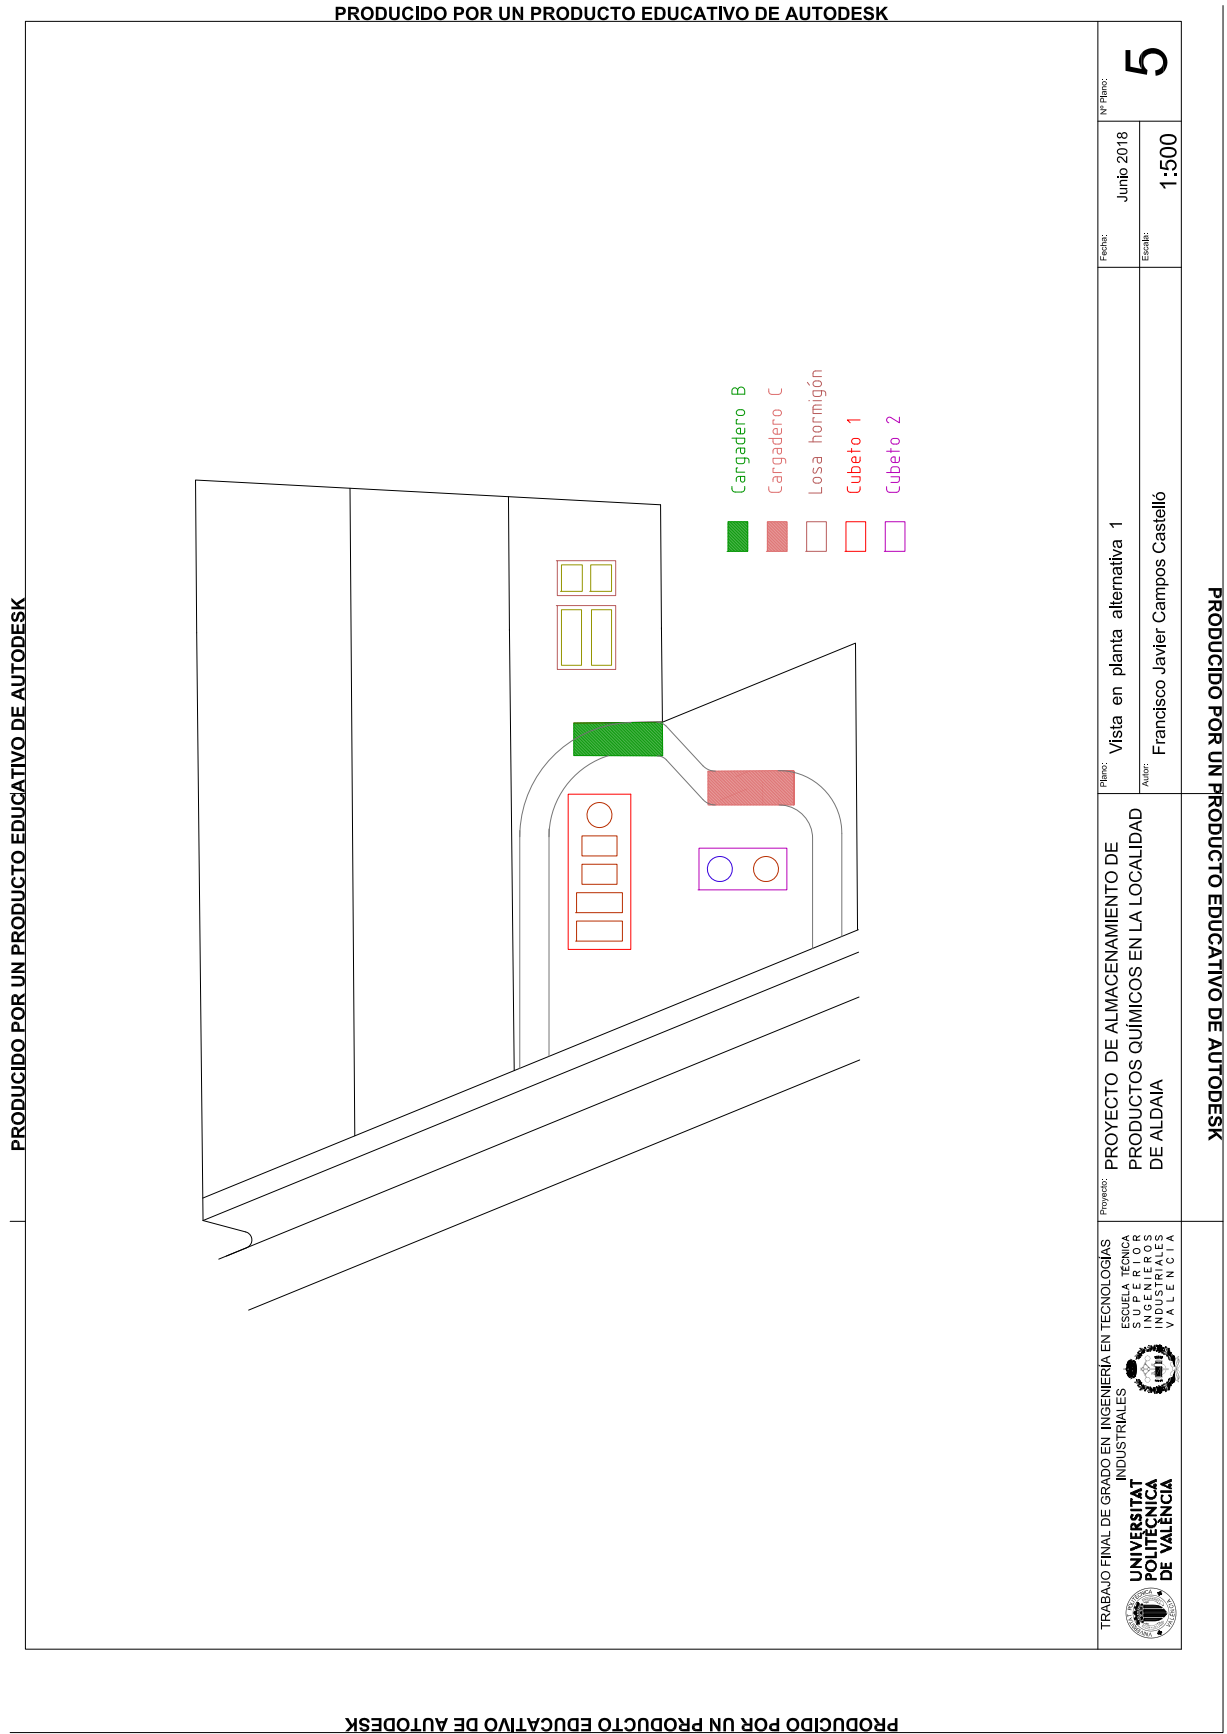 PRODUCIDO POR UN PRODUCTO EDUCATIVO DE AUTODESK
PRODUCIDO POR UN PRODUCTO EDUCATIVO DE AUTODESK
PRODUCIDO POR UN PRODUCTO EDUCATIVO DE AUTODESK
PRODUCIDO POR UN PRODUCTO EDUCATIVO DE AUTODESK
Cargadero B
Cargadero C
Losa hormigón
Cubeto 1
Cubeto 2
TRABAJO FINAL DE GRADO EN INGENIERÍA EN TECNOLOGÍAS
INDUSTRIALES
UNIVERSITAT
POLITÈCNICA
DE VALÈNCIA
ESCUELA TÉCNICA
SUPERIOR
INGENIEROS
INDUSTRIALES
VALENCIA
Proyecto:
PROYECTO DE ALMACENAMIENTO DE
PRODUCTOS QUÍMICOS EN LA LOCALIDAD
DE ALDAIA
Plano:
Vista en planta alternativa 1
Autor:
Francisco Javier Campos Castelló
Fecha:
Junio 2018
Escala:
1:500
Nº Plano:
5